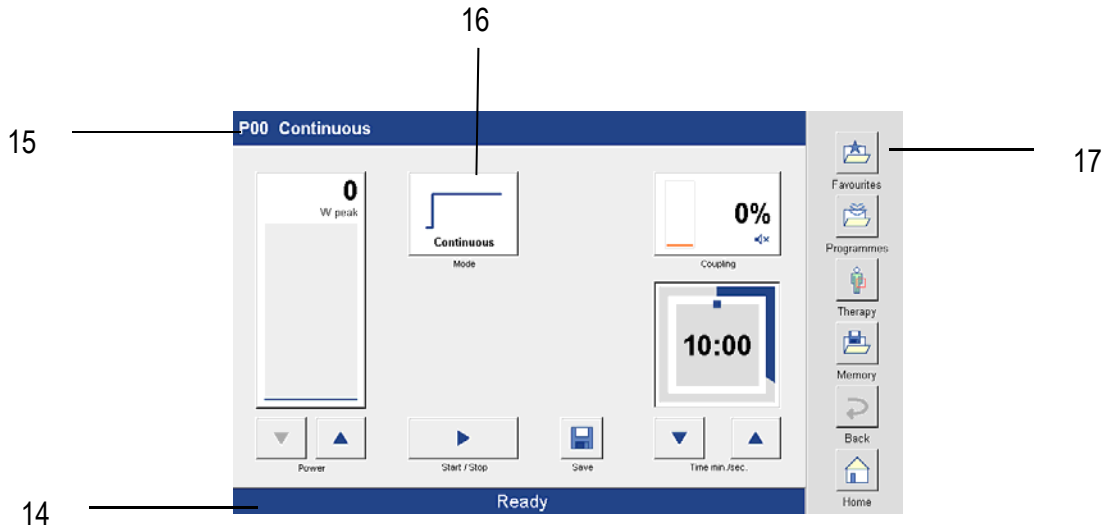 16
15
P00 Continuous
17
0
W peak
Continuous
Mode
0%
Coupling
10:00
Power
Start / Stop
Save
Time min./sec.
Favourites
Programmes
Therapy
Memory
Back
Home
14
Ready